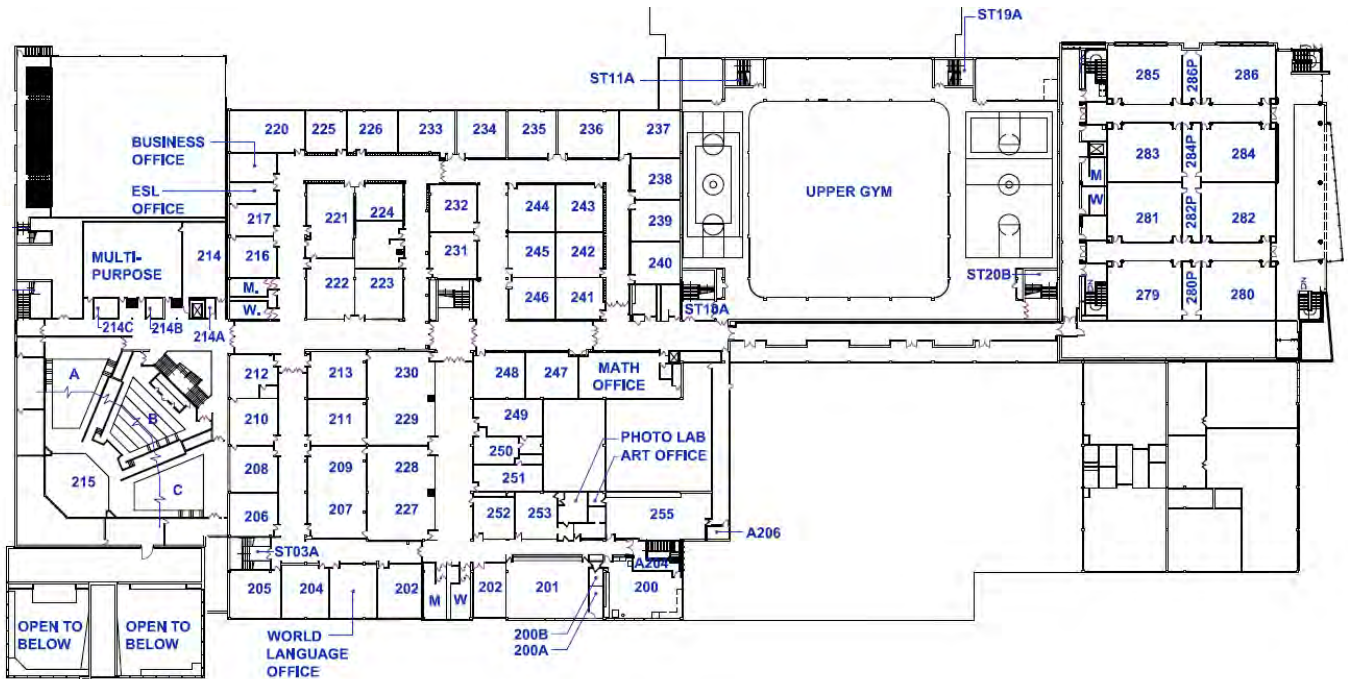 ST19A
ST11A
285
286P
286
220
225
226
233
234
235
236
237
BUSINESS
OFFICE
ESL
OFFICE
283
284P
284
M
W
238
UPPER GYM
221
224
232
244
243
217
239
281
282P
282
214
216
231
245
242
240
MULTI-
PURPOSE
M.
W.
222
223
246
241
ST20B
ST18A
279
280P
280
DN
DN
214C
214B
214A
A
B
C
215
212
213
230
248
247
MATH
OFFICE
210
211
229
249
250
251
PHOTO LAB
ART OFFICE
208
209
228
206
207
227
252
253
255
A206
ST03A
A204
205
204
202
M
W
202
201
200
200B
200A
WORLD
LANGUAGE
OFFICE
OPEN TO
BELOW
OPEN TO
BELOW